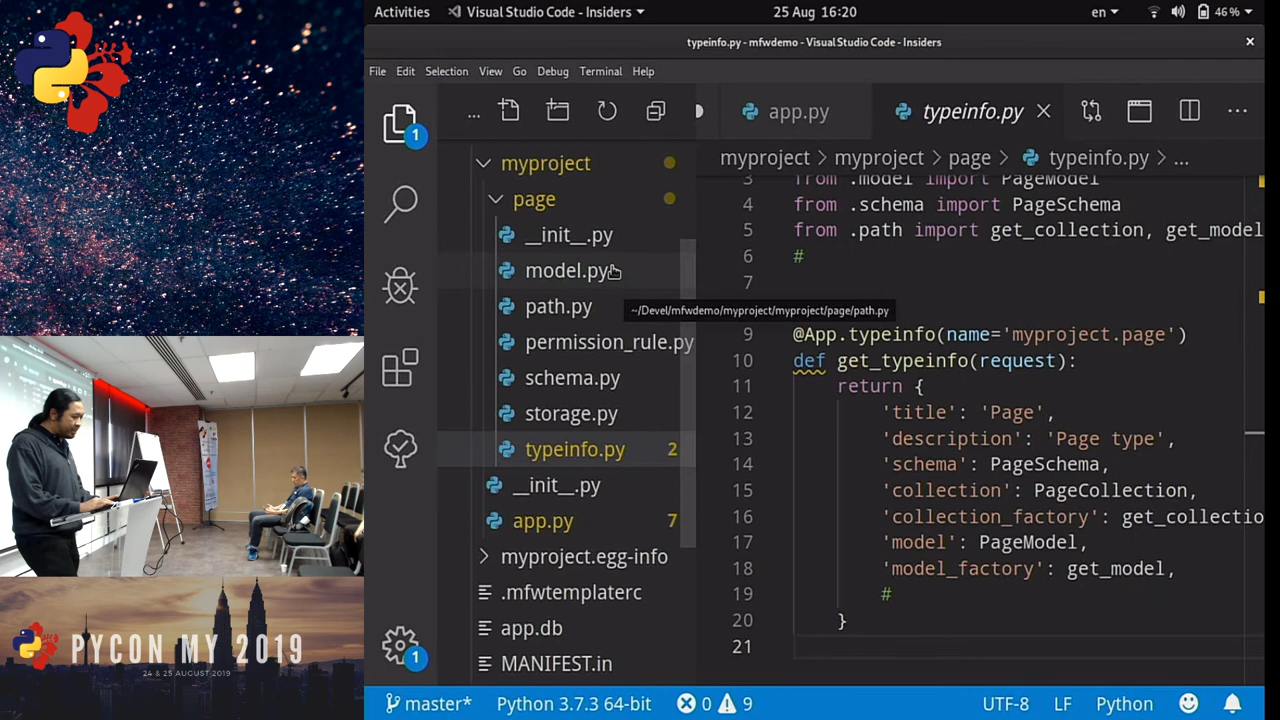 Activities Visual Studio Code - Insiders 25 Aug 16:20 en 46%
typeinfo.py - mfwdemo - Visual Studio Code - Insiders
File Edit Selection View Go Debug Terminal Help
1
... app.py typeinfo.py ...
myproject > myproject > page > typeinfo.py > ...
myproject
page
__init__.py
model.py
path.py
permission_rule.py
schema.py
storage.py
typeinfo.py 2
__init__.py
app.py 7
myproject.egg-info
.mfwtemplaterc
app.db
MANIFEST.in
1
3 from .model import PageModel
4 from .schema import PageSchema
5 from .path import get_collection, get_model
6 #
7
~/Devel/mfwdemo/myproject/myproject/page/path.py
9 @App.typeinfo(name='myproject.page')
10 def get_typeinfo(request):
11 return {
12 'title': 'Page',
13 'description': 'Page type',
14 'schema': PageSchema,
15 'collection': PageCollection,
16 'collection_factory': get_collectio
17 'model': PageModel,
18 'model_factory': get_model,
19 #
20 }
21
master* Python 3.7.3 64-bit 0 9 UTF-8 LF Python
PYCON MY 2019
24 & 25 AUGUST 2019